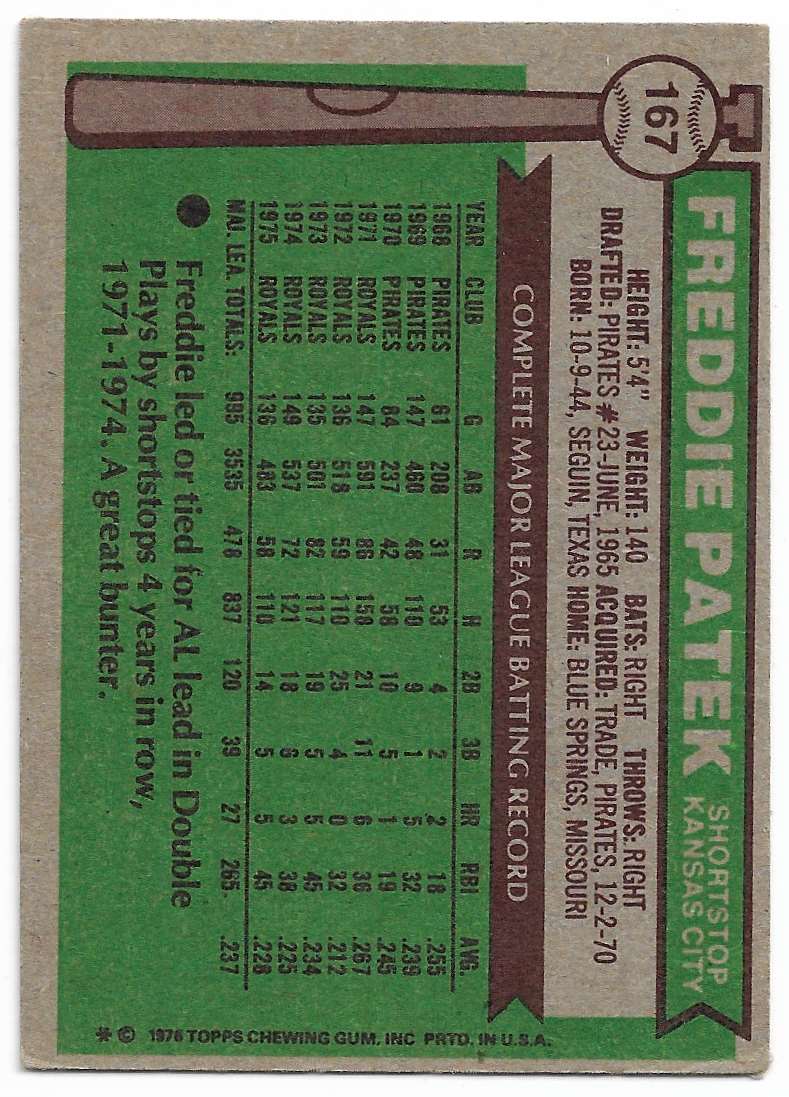 167
FREDDIE PATEK
SHORTSTOP
KANSAS CITY
HEIGHT: 5'4" WEIGHT: 140 BATS: RIGHT THROWS: RIGHT
DRAFTED: PIRATES #23-JUNE, 1965 ACQUIRED: TRADE, PIRATES, 12-2-70
BORN: 10-9-44, SEGUIN, TEXAS HOME: BLUE SPRINGS, MISSOURI
COMPLETE MAJOR LEAGUE BATTING RECORD
YEAR CLUB G AB R H 2B 3B HR RBI AVG.
1968 PIRATES 61 208 31 53 4 2 2 18 .255
1969 PIRATES 147 460 48 110 9 1 5 32 .239
1970 PIRATES 84 237 42 58 10 5 1 19 .245
1971 ROYALS 147 591 86 158 21 11 6 36 .267
1972 ROYALS 136 518 59 110 25 4 0 32 .212
1973 ROYALS 135 501 82 117 19 5 5 45 .234
1974 ROYALS 149 537 72 121 18 6 3 38 .225
1975 ROYALS 136 483 58 110 14 5 5 45 .228
MAJ. LEA. TOTALS: 995 3535 478 837 120 39 27 265 .237
Freddie led or tied for AL lead in Double
Plays by shortstops 4 years in row,
1971-1974. A great bunter.
* © 1976 TOPPS CHEWING GUM, INC PRTD. IN U.S.A.